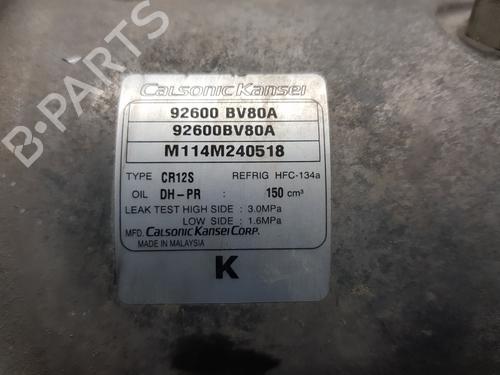 Calsonic Kansei
92600 BV80A
92600BV80A
M114M240518
TYPE CR12S REFRIG HFC-134a
OIL DH-PR : 150 cm³
LEAK TEST HIGH SIDE : 3.0MPa
LOW SIDE : 1.6MPa
MFD. CALSONIC KANSEI CORP.
MADE IN MALAYSIA
K
B-PARTS